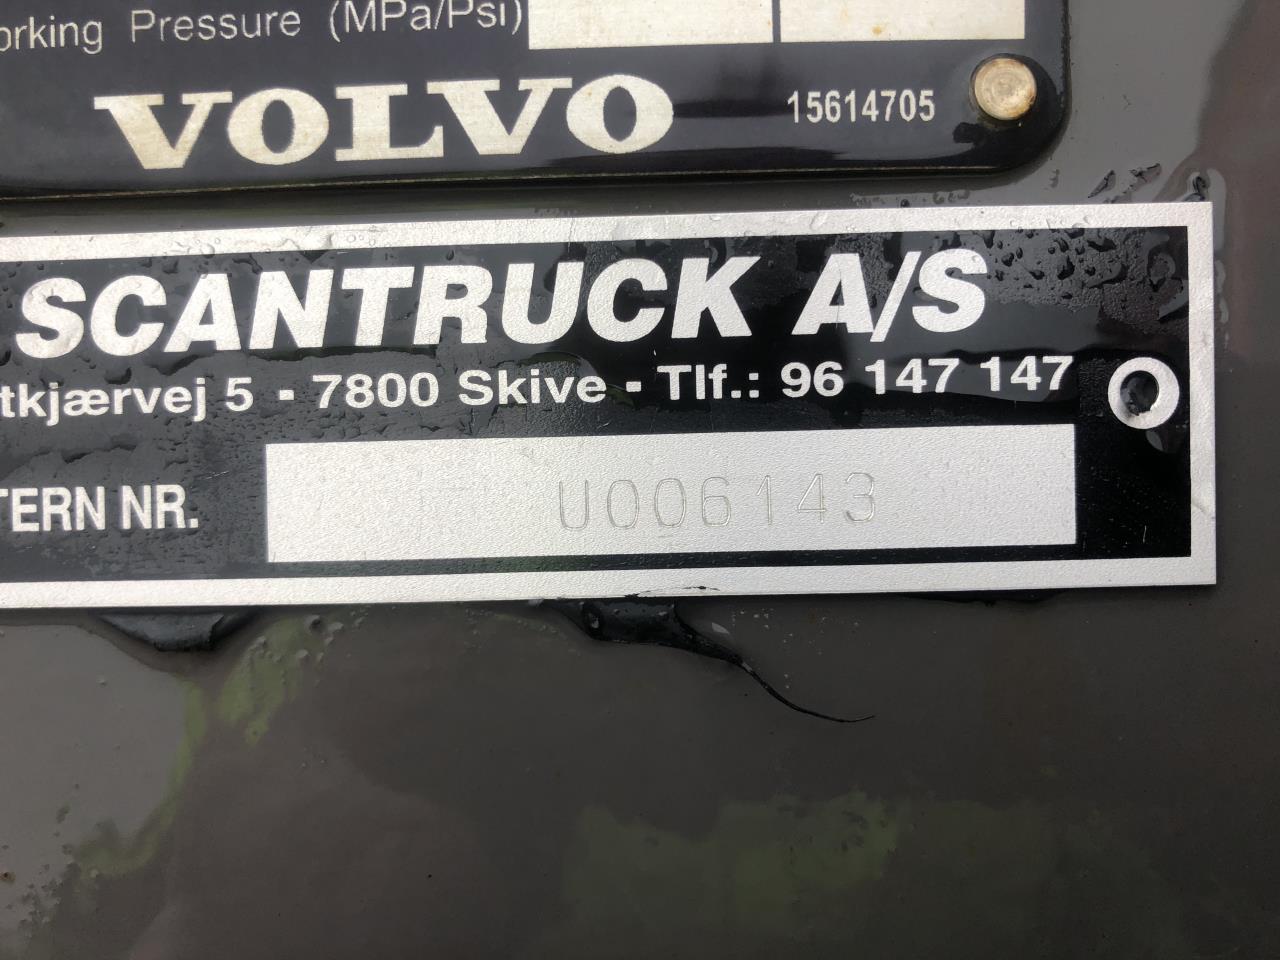 orking Pressure (MPa/Psi)
VOLVO 15614705
SCANTRUCK A/S
tkjærvej 5 - 7800 Skive - Tlf.: 96 147 147
TERN NR. U006143